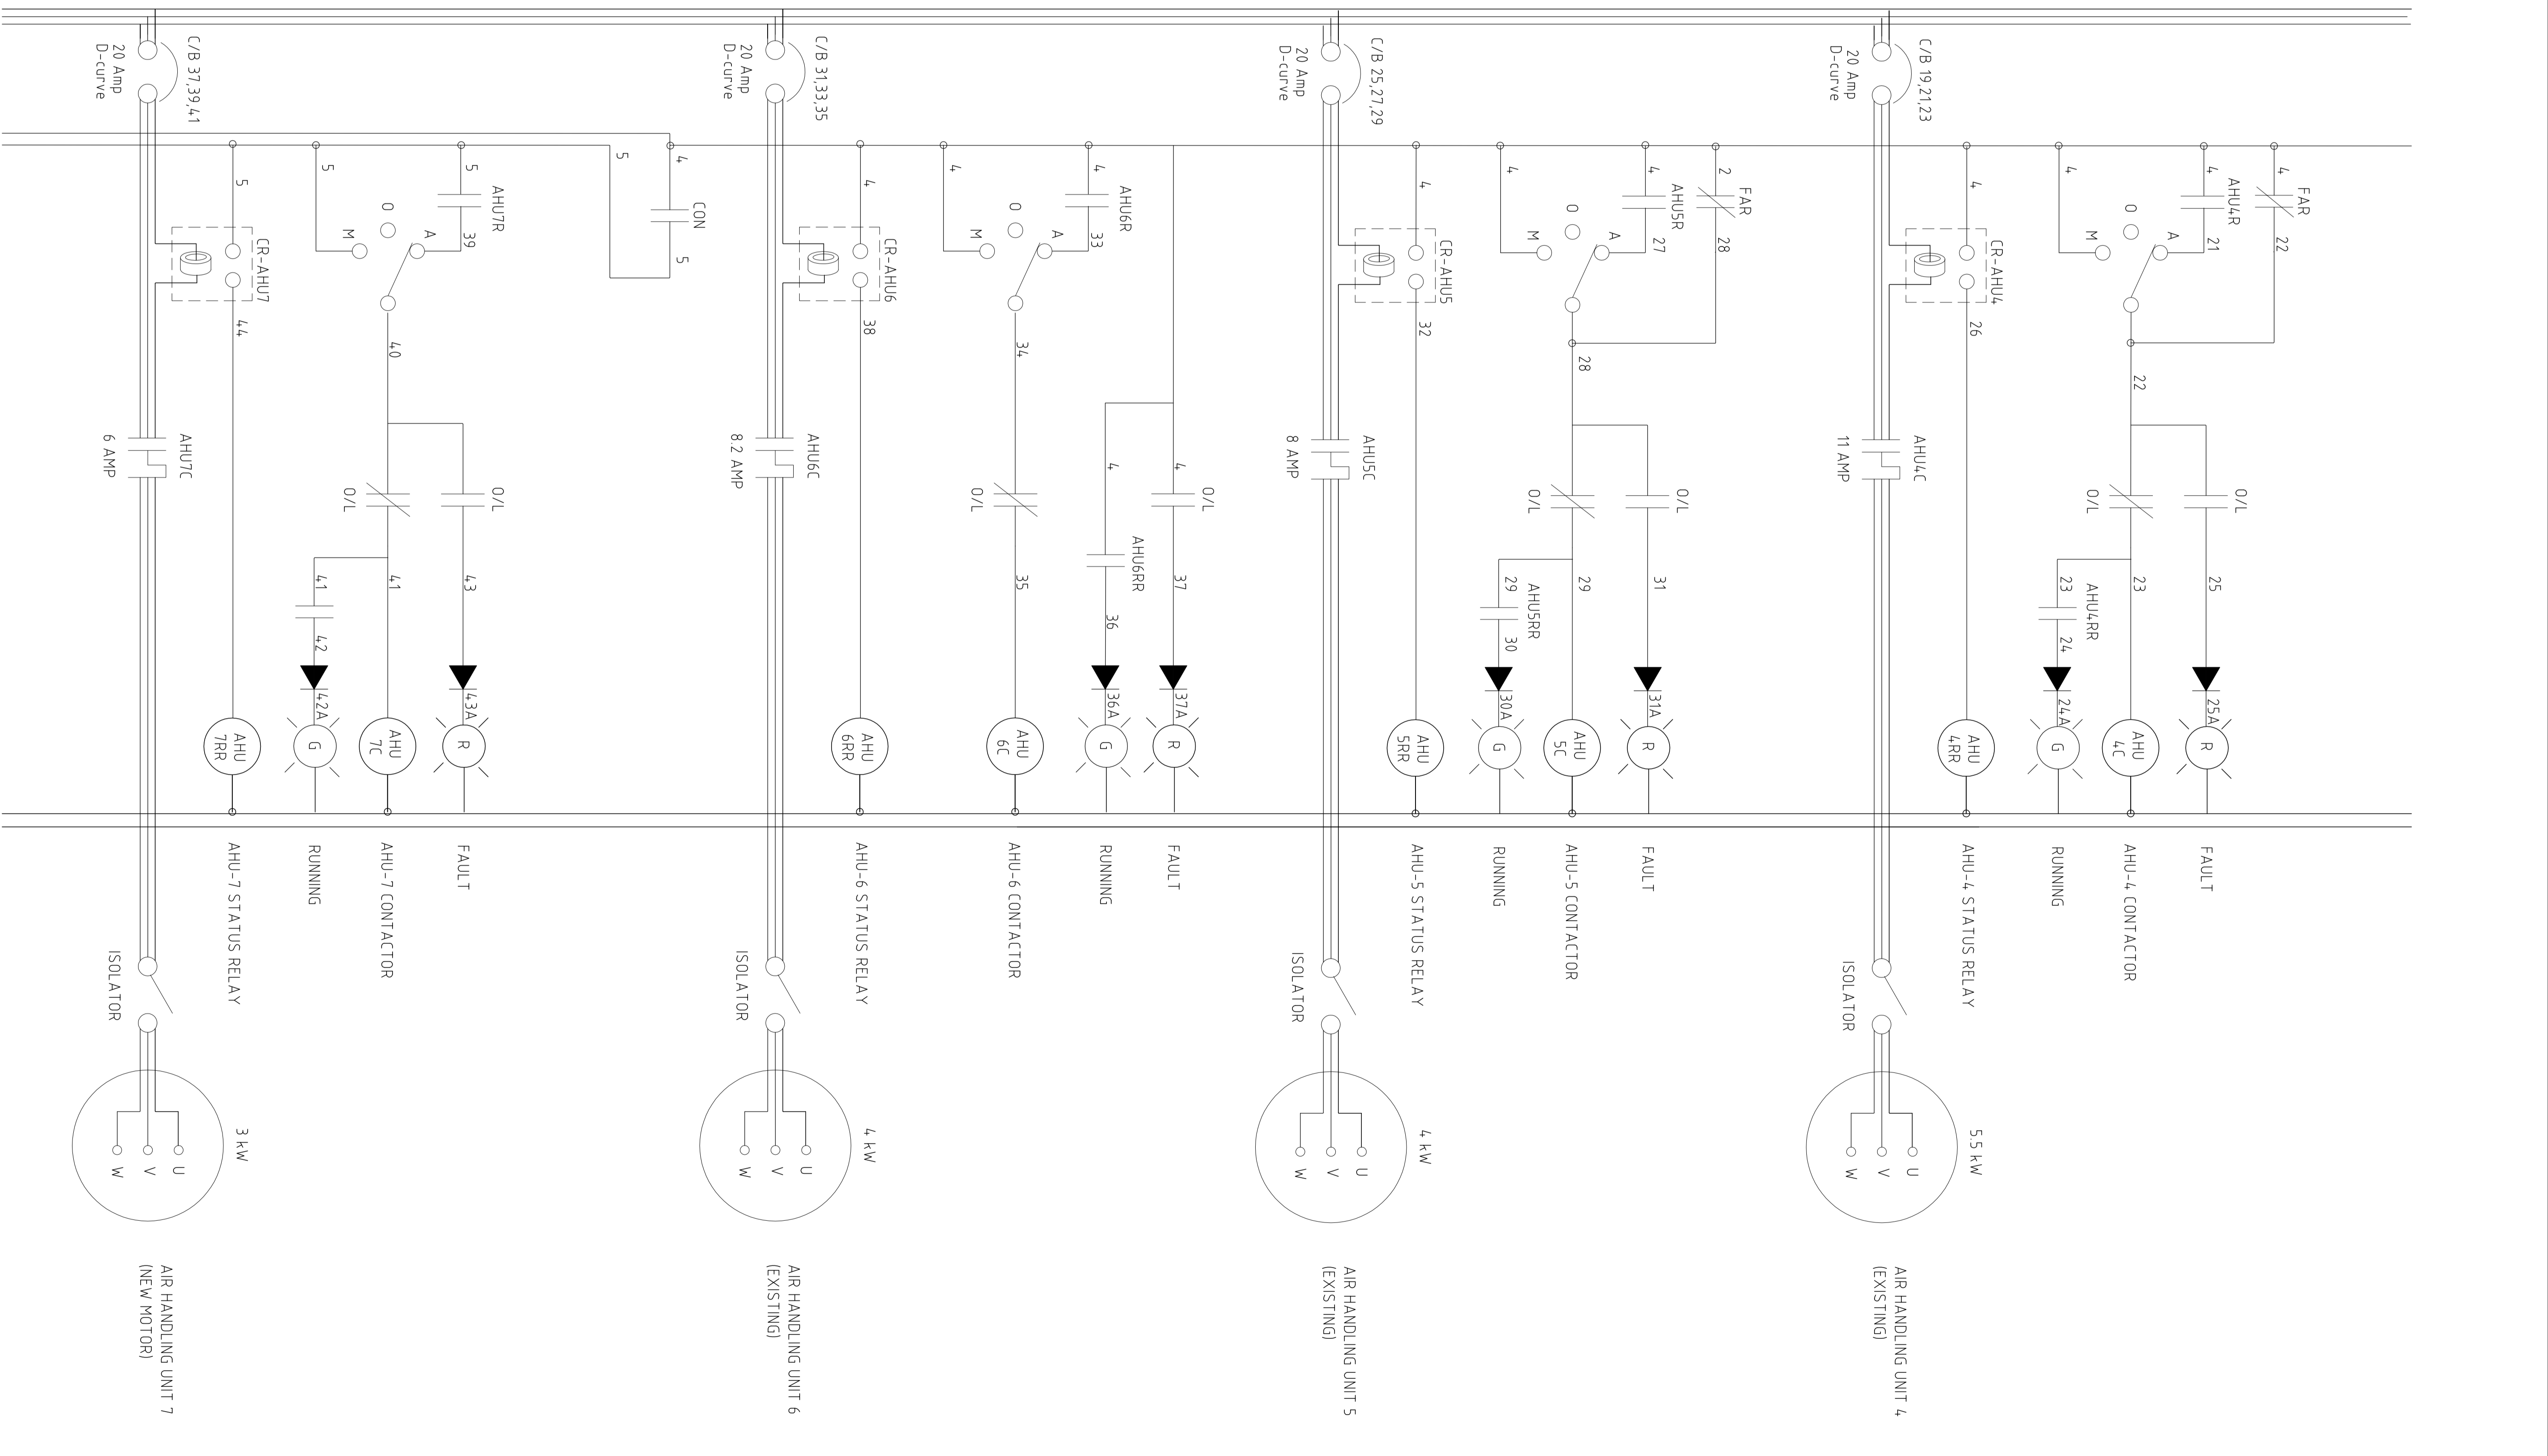 FAR
4 22
AHU4R
4 21
O/L
25 25A R FAULT
A
O
M
4
22
O/L
23
AHU
4C
AHU-4 CONTACTOR
AHU4RR
23 24 24A G RUNNING
CR-AHU4
4 26
AHU
4RR
AHU-4 STATUS RELAY
C/B 19,21,23
20 Amp
D-curve
AHU4C
11 AMP
ISOLATOR
5.5 kW
U
V
W
AIR HANDLING UNIT 4
(EXISTING)
FAR
2 28
AHU5R
4 27
O/L
31 31A R FAULT
A
O
M
4
28
O/L
29
AHU
5C
AHU-5 CONTACTOR
AHU5RR
29 30 30A G RUNNING
CR-AHU5
4 32
AHU
5RR
AHU-5 STATUS RELAY
C/B 25,27,29
20 Amp
D-curve
AHU5C
8 AMP
ISOLATOR
4 kW
U
V
W
AIR HANDLING UNIT 5
(EXISTING)
O/L
4 37 37A R FAULT
AHU6RR
4 36 36A G RUNNING
AHU6R
4 33
A
O
M
4
34
O/L
35
AHU
6C
AHU-6 CONTACTOR
CR-AHU6
4 38
AHU
6RR
AHU-6 STATUS RELAY
C/B 31,33,35
20 Amp
D-curve
AHU6C
8.2 AMP
ISOLATOR
4 kW
U
V
W
AIR HANDLING UNIT 6
(EXISTING)
CON
4 5
5
AHU7R
5 39
O/L
43 43A R FAULT
A
O
M
5
40
O/L
41
AHU
7C
AHU-7 CONTACTOR
41 42 42A G RUNNING
CR-AHU7
5 44
AHU
7RR
AHU-7 STATUS RELAY
C/B 37,39,41
20 Amp
D-curve
AHU7C
6 AMP
ISOLATOR
3 kW
U
V
W
AIR HANDLING UNIT 7
(NEW MOTOR)